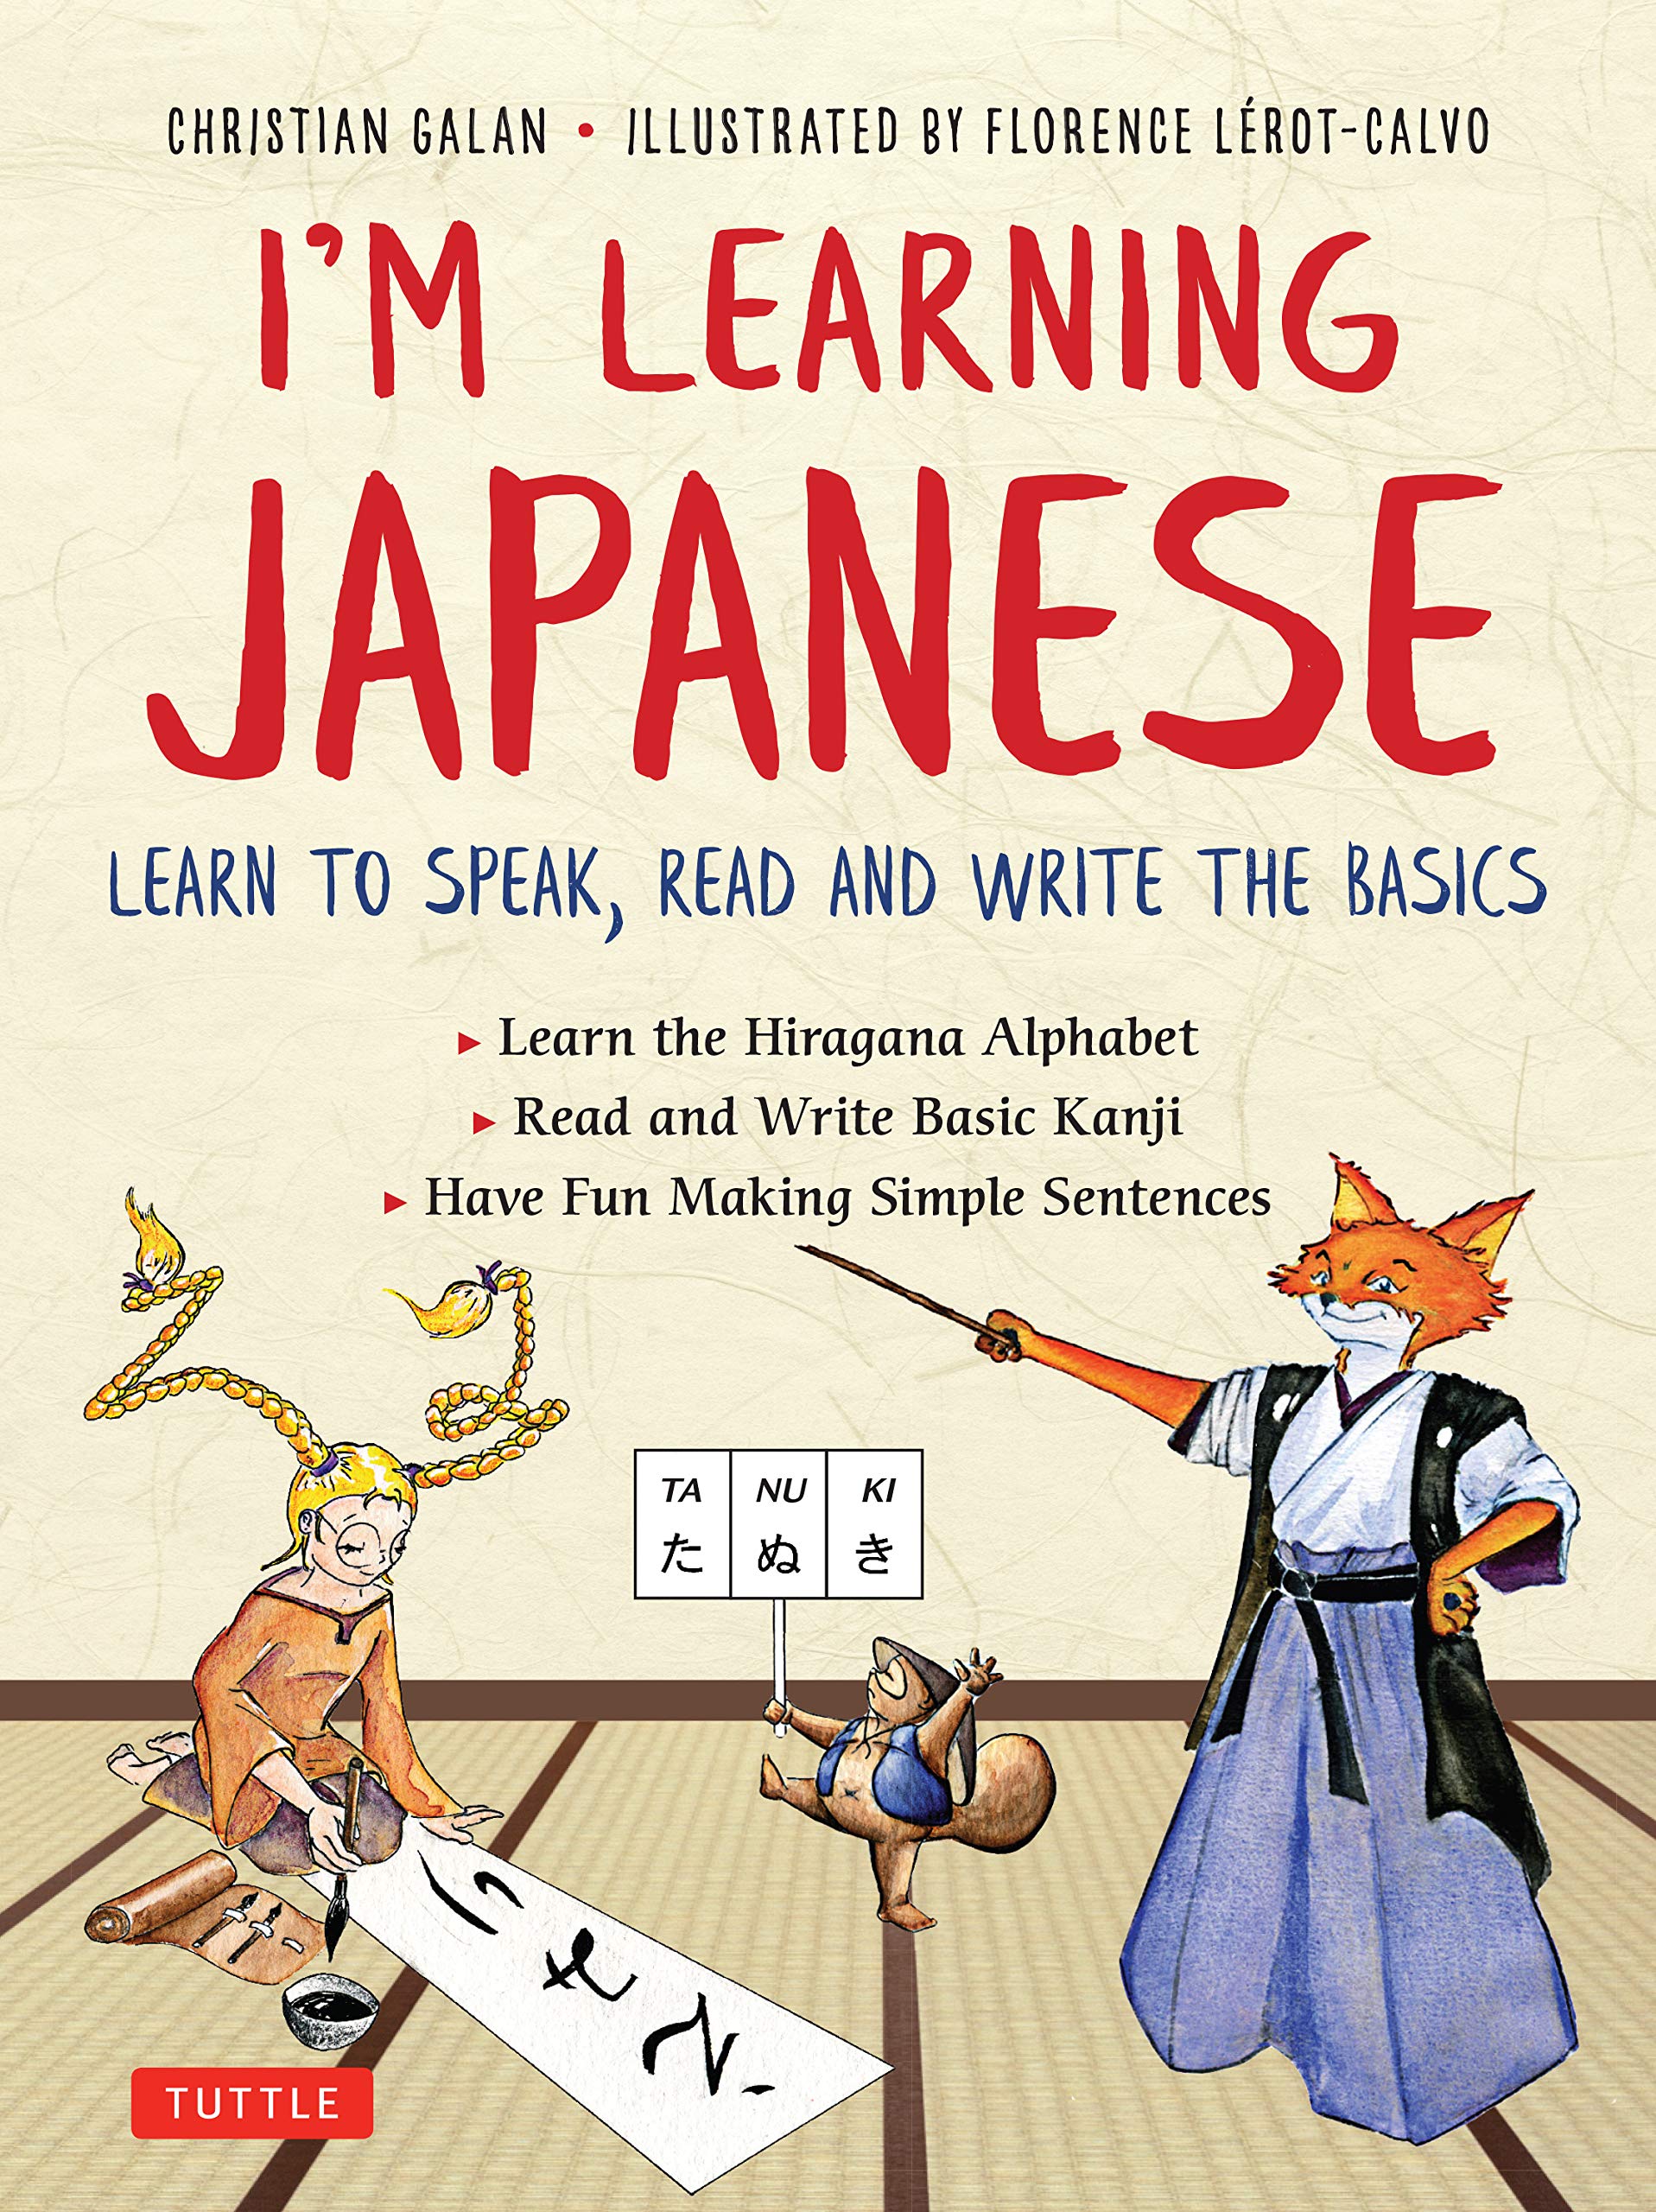 CHRISTIAN GALAN • ILLUSTRATED BY FLORENCE LÉROT-CALVO
I'M LEARNING
JAPANESE
LEARN TO SPEAK, READ AND WRITE THE BASICS
▸ Learn the Hiragana Alphabet
▸ Read and Write Basic Kanji
▸ Have Fun Making Simple Sentences
TA NU KI
た ぬ き
TUTTLE